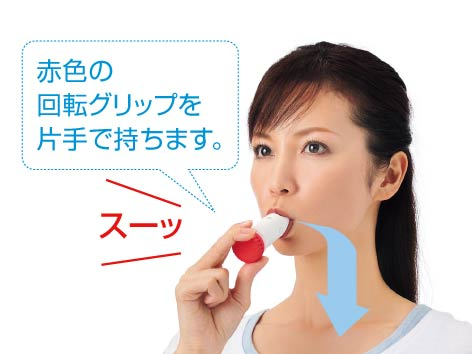 赤色の
回転グリップを
片手で持ちます。
スーッ